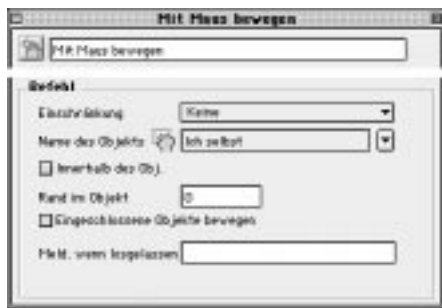 Mit Maus bewegen
Mit Maus bewegen
Befehl
Einschränkung Keine
Name des Objekts Ich selbst
Innerhalb des Obj.
Rand im Objekt 0
Eingeschlossene Objekte bewegen
Meld. wenn losgelassen